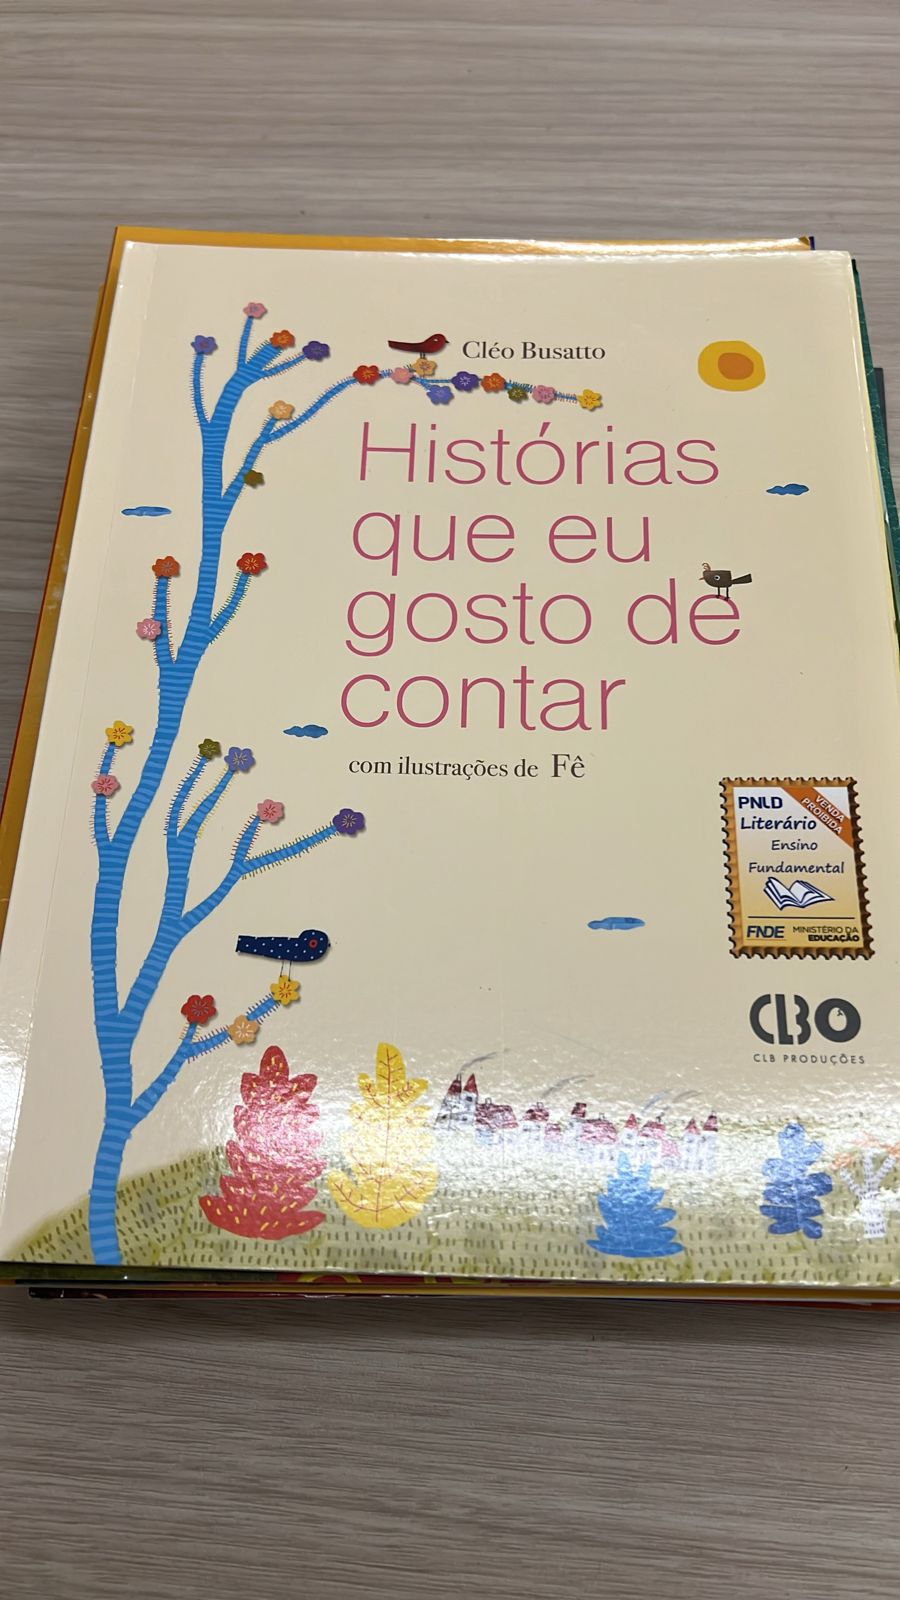 Cléo Busatto
Histórias
que eu
gosto de
contar
com ilustrações de Fê
PNLD
VENDA
PROIBIDA
Literário
Ensino
Fundamental
FNDE
MINISTÉRIO DA
EDUCAÇÃO
CLBO
CLB PRODUÇÕES